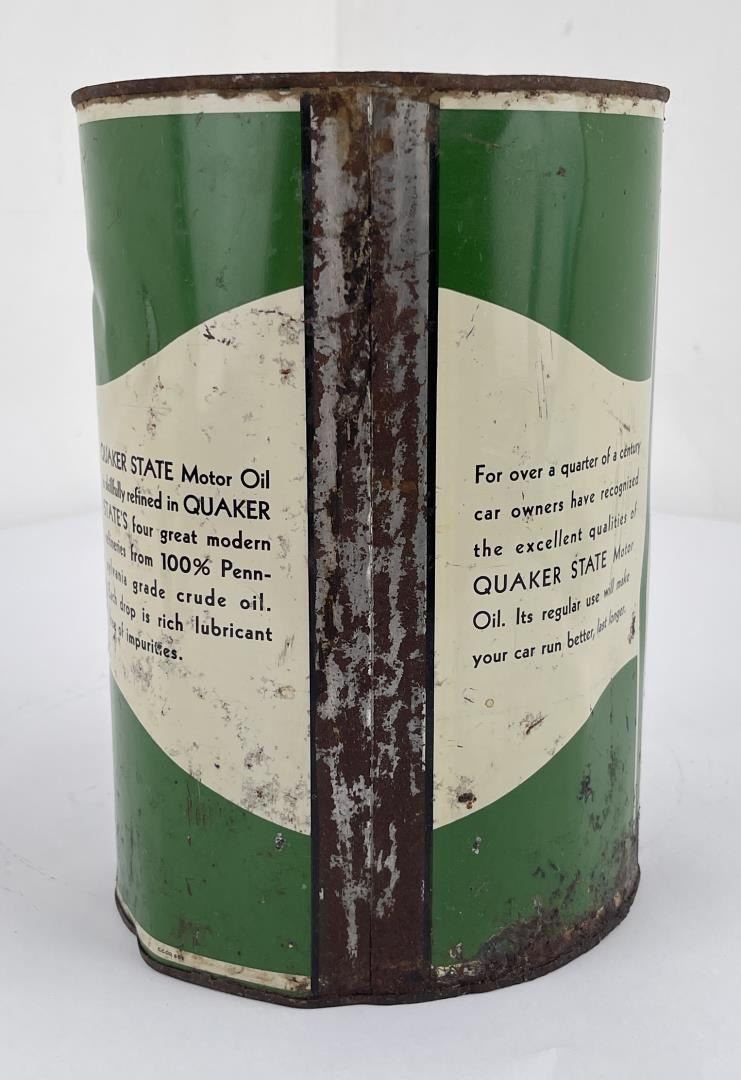 QUAKER STATE Motor Oil
refined in QUAKER
STATE'S four great modern
from 100% Penn-
grade crude oil.
drop is rich lubricant
of impurities.
For over a quarter of a century
car owners have recognized
the excellent qualities of
QUAKER STATE Motor
Oil. Its regular use will make
your car run better, last longer.